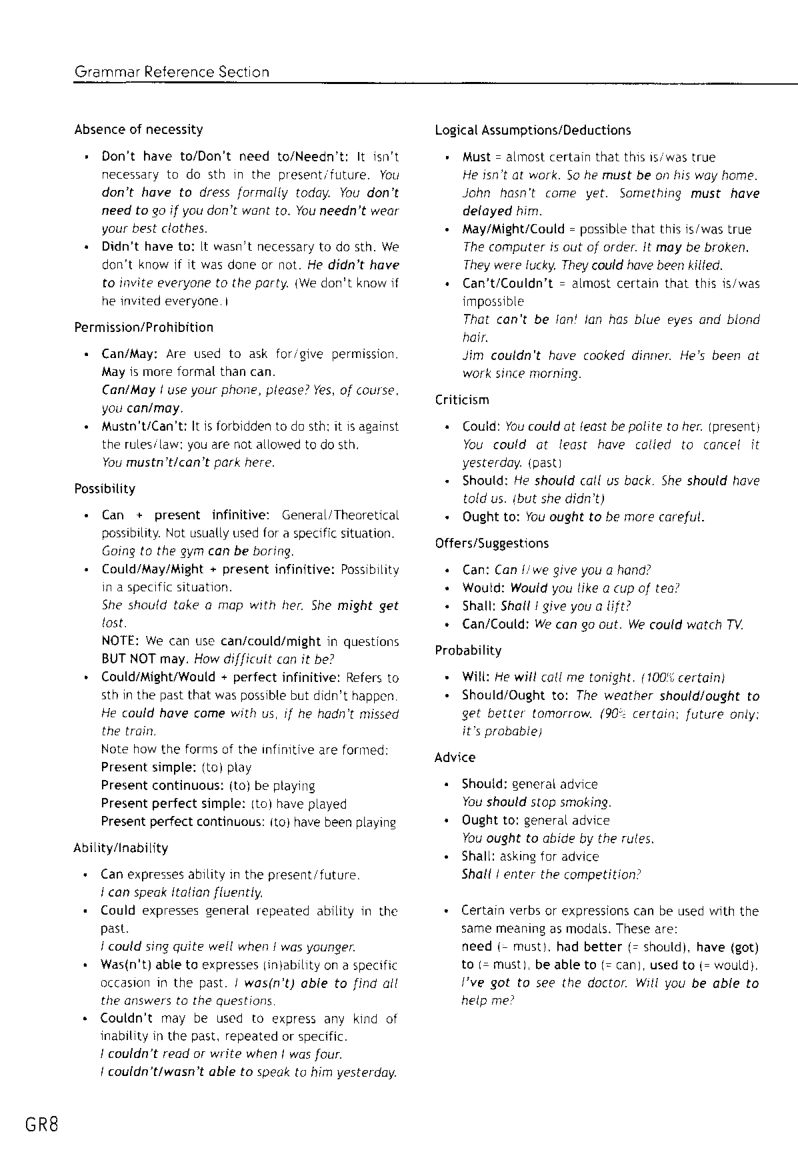 Grammar Reference Section
Absence of necessity
• Don't have to/Don't need to/Needn't: It isn't
necessary to do sth in the present/future. You
don't have to dress formally today. You don't
need to go if you don't want to. You needn't wear
your best clothes.
• Didn't have to: It wasn't necessary to do sth. We
don't know if it was done or not. He didn't have
to invite everyone to the party. (We don't know if
he invited everyone.)
Permission/Prohibition
• Can/May: Are used to ask for/give permission.
May is more formal than can.
Can/May I use your phone, please? Yes, of course,
you can/may.
• Mustn't/Can't: It is forbidden to do sth; it is against
the rules/law; you are not allowed to do sth.
You mustn't/can't park here.
Possibility
• Can + present infinitive: General/Theoretical
possibility. Not usually used for a specific situation.
Going to the gym can be boring.
• Could/May/Might + present infinitive: Possibility
in a specific situation.
She should take a map with her. She might get
lost.
NOTE: We can use can/could/might in questions
BUT NOT may. How difficult can it be?
• Could/Might/Would + perfect infinitive: Refers to
sth in the past that was possible but didn't happen.
He could have come with us, if he hadn't missed
the train.
Note how the forms of the infinitive are formed:
Present simple: (to) play
Present continuous: (to) be playing
Present perfect simple: (to) have played
Present perfect continuous: (to) have been playing
Ability/Inability
• Can expresses ability in the present/future.
I can speak Italian fluently.
• Could expresses general repeated ability in the
past.
I could sing quite well when I was younger.
• Was(n't) able to expresses (in)ability on a specific
occasion in the past. I was(n't) able to find all
the answers to the questions.
• Couldn't may be used to express any kind of
inability in the past, repeated or specific.
I couldn't read or write when I was four.
I couldn't/wasn't able to speak to him yesterday.
Logical Assumptions/Deductions
• Must = almost certain that this is/was true
He isn't at work. So he must be on his way home.
John hasn't come yet. Something must have
delayed him.
• May/Might/Could = possible that this is/was true
The computer is out of order. It may be broken.
They were lucky. They could have been killed.
• Can't/Couldn't = almost certain that this is/was
impossible
That can't be Ian! Ian has blue eyes and blond
hair.
Jim couldn't have cooked dinner. He's been at
work since morning.
Criticism
• Could: You could at least be polite to her. (present)
You could at least have called to cancel it
yesterday. (past)
• Should: He should call us back. She should have
told us. (but she didn't)
• Ought to: You ought to be more careful.
Offers/Suggestions
• Can: Can I/we give you a hand?
• Would: Would you like a cup of tea?
• Shall: Shall I give you a lift?
• Can/Could: We can go out. We could watch TV.
Probability
• Will: He will call me tonight. (100% certain)
• Should/Ought to: The weather should/ought to
get better tomorrow. (90% certain; future only;
it's probable)
Advice
• Should: general advice
You should stop smoking.
• Ought to: general advice
You ought to abide by the rules.
• Shall: asking for advice
Shall I enter the competition?
• Certain verbs or expressions can be used with the
same meaning as modals. These are:
need (= must), had better (= should), have (got)
to (= must), be able to (= can), used to (= would).
I've got to see the doctor. Will you be able to
help me?
GR8